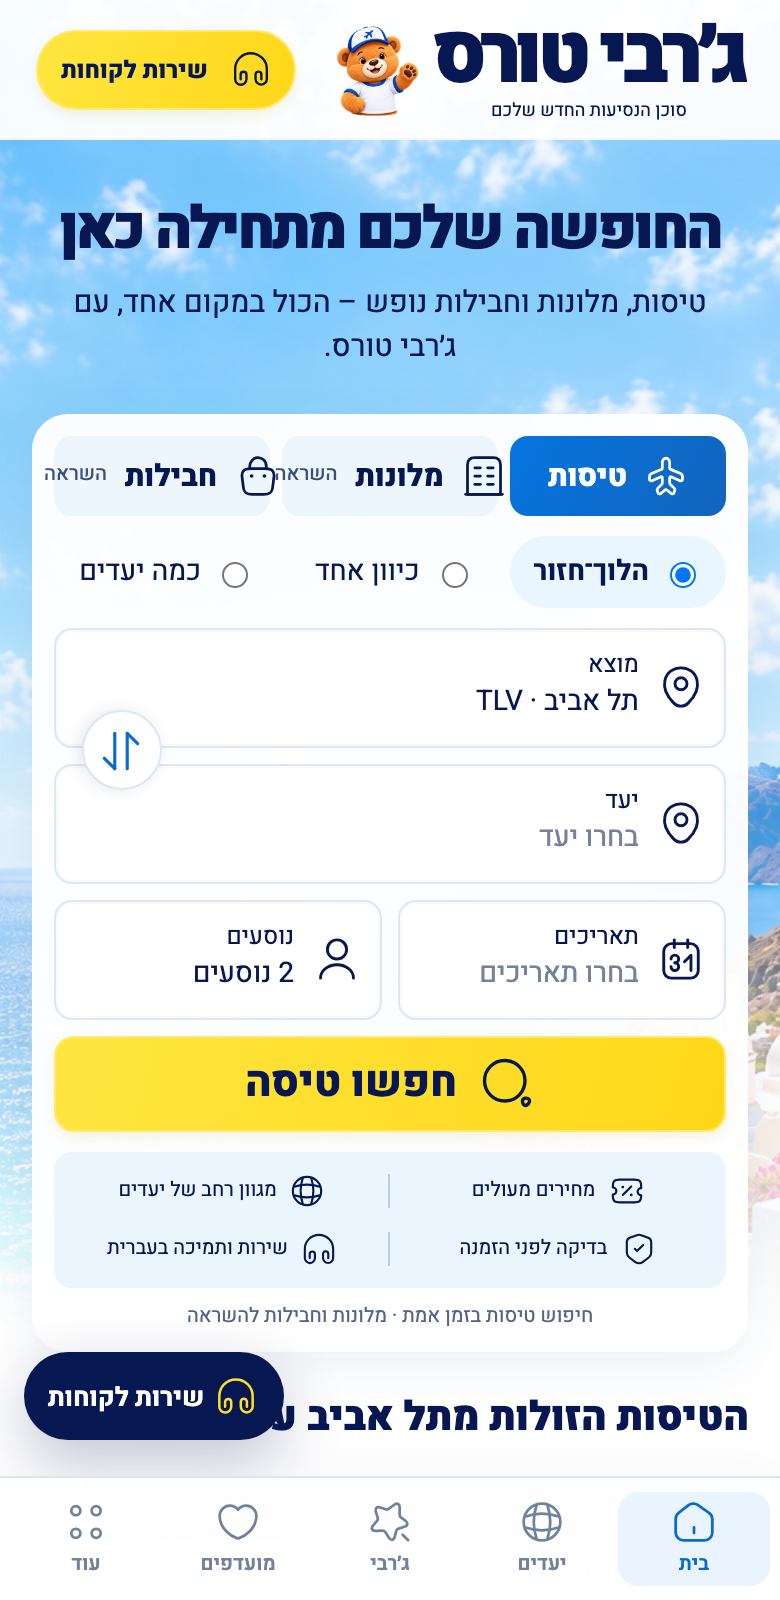 ג׳רבי טורס
סוכן הנסיעות החדש שלכם
שירות לקוחות
החופשה שלכם מתחילה כאן
טיסות, מלונות וחבילות נופש – הכול במקום אחד, עם
ג׳רבי טורס.
טיסות
מלונות השראה
חבילות השראה
הלוך־חזור
כיוון אחד
כמה יעדים
מוצא
תל אביב · TLV
יעד
בחרו יעד
תאריכים
בחרו תאריכים
נוסעים
2 נוסעים
31
חפשו טיסה
מחירים מעולים
מגוון רחב של יעדים
בדיקה לפני הזמנה
שירות ותמיכה בעברית
חיפוש טיסות בזמן אמת · מלונות וחבילות להשראה
הטיסות הזולות מתל אביב
שירות לקוחות
בית
יעדים
ג׳רבי
מועדפים
עוד